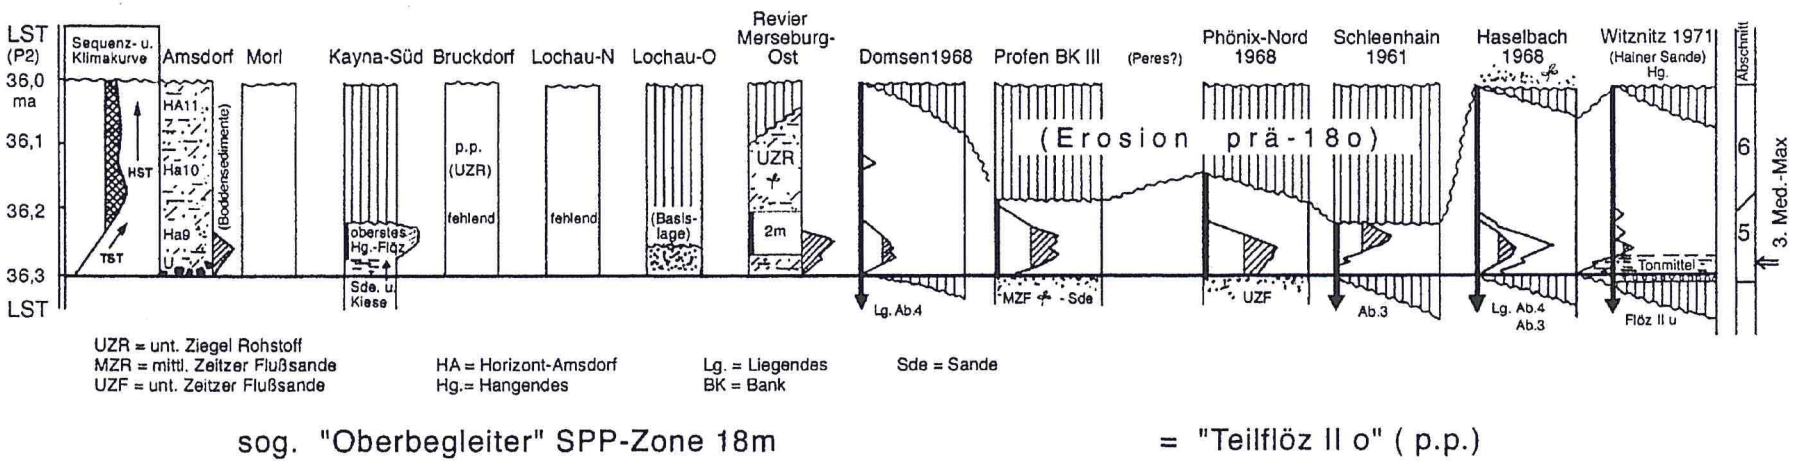 LST
(P2)
36,0
ma
36,1
36,2
36,3
LST
Sequenz- u.
Klimakurve
HST
TST
Amsdorf
HA11
Z
Ha10
Ha9
U
(Bodensedimente)
Morl
Kayna-Süd
oberstes
Hg.-Flöz
Sde. u.
Kiese
Bruckdorf
p.p.
(UZR)
fehlend
Lochau-N
fehlend
Lochau-O
(Basis-
lage)
Revier
Merseburg-
Ost
UZR
2m
Domsen1968
Lg. Ab.4
Profen BK III
MZF - Sde
(Peres?)
Phönix-Nord
1968
UZF
Schleenhain
1961
Ab.3
Haselbach
1968
Lg. Ab.4
Ab.3
Witznitz 1971
(Hainer Sande)
Hg.
Tonmittel
Flöz II u
(Erosion prä-18o)
Abschnitt
6
5
3. Med.-Max
UZR = unt. Ziegel Rohstoff
MZR = mittl. Zeitzer Flußsande
UZF = unt. Zeitzer Flußsande
HA = Horizont-Amsdorf
Hg.= Hangendes
Lg. = Liegendes
BK = Bank
Sde = Sande
sog. "Oberbegleiter" SPP-Zone 18m
= "Teilflöz II o" ( p.p.)